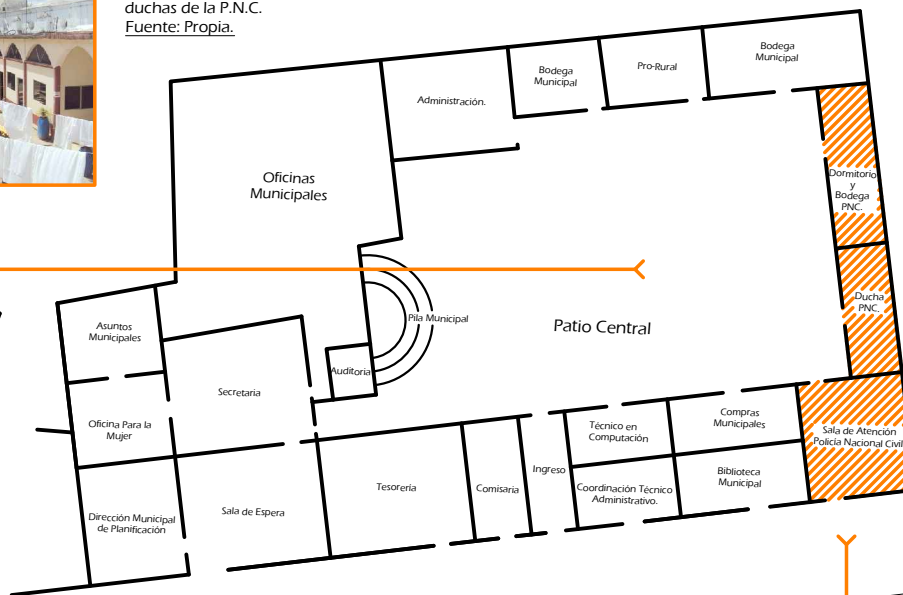 duchas de la P.N.C.
Fuente: Propia.
Bodega
Municipal
Pro-Rural
Bodega
Municipal
Administración.
Oficinas
Municipales
Dormitorio
y
Bodega
PNC.
Ducha
PNC.
Pila Municipal
Patio Central
Asuntos
Municipales
Auditoria
Secretaria
Oficina Para la
Mujer
Técnico en
Computación
Compras
Municipales
Sala de Atención
Policía Nacional Civil
Ingreso
Tesorería
Comisaria
Coordinación Técnico
Administrativo.
Biblioteca
Municipal
Sala de Espera
Dirección Municipal
de Planificación